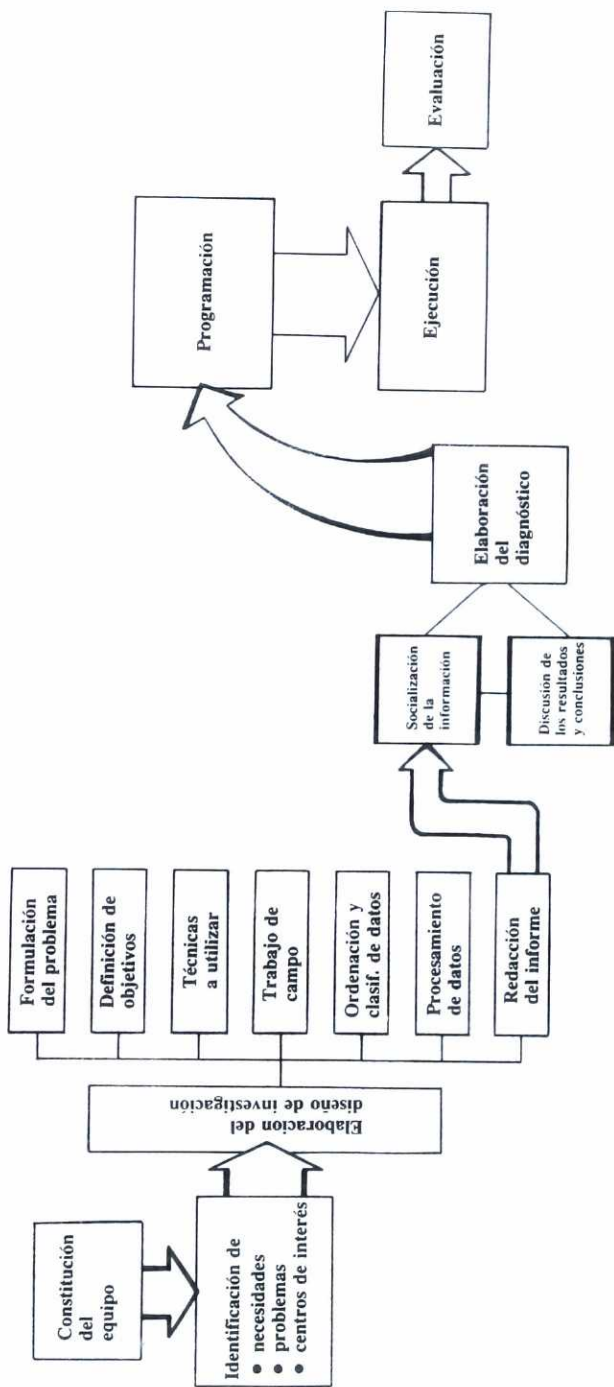 Constitución
del
equipo
Identificación de
● necesidades
● problemas
● centros de interés
Elaboracion del
diseño de investigación
Formulación
del problema
Definición de
objetivos
Técnicas
a utilizar
Trabajo de
campo
Ordenación y
clasif. de datos
Procesamiento
de datos
Redacción
del informe
Socialización
de la
información
Discusión de
los resultados
y conclusiones
Elaboración
del
diagnóstico
Programación
Ejecución
Evaluación